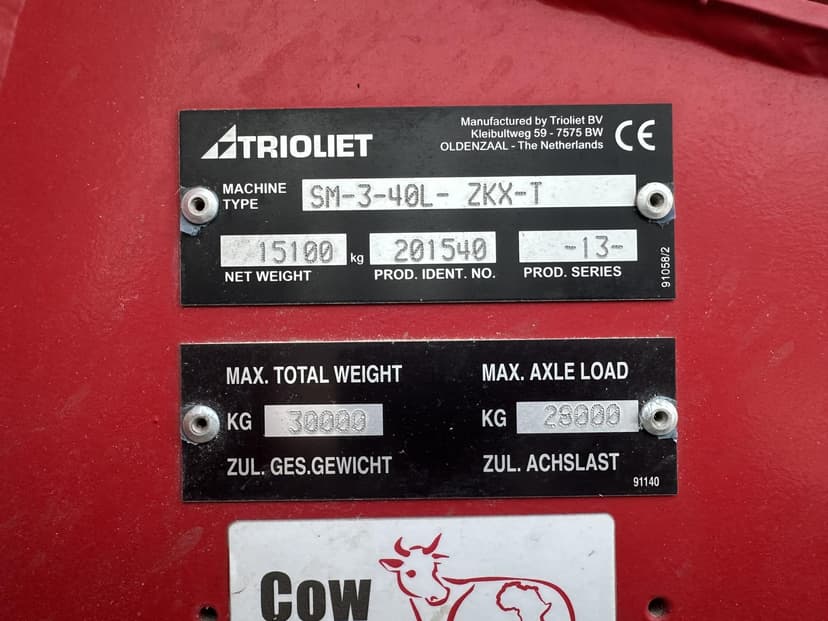 TRIOLIET
Manufactured by Trioliet BV
Kleibultweg 59 - 7575 BW
OLDENZAAL - The Netherlands
CE
MACHINE TYPE SM-3-40L- ZKX-T
15100 kg 201540 -13-
NET WEIGHT PROD. IDENT. NO. PROD. SERIES
91058/2
MAX. TOTAL WEIGHT MAX. AXLE LOAD
KG 30000 KG 28000
ZUL. GES.GEWICHT ZUL. ACHSLAST
91140
Cow